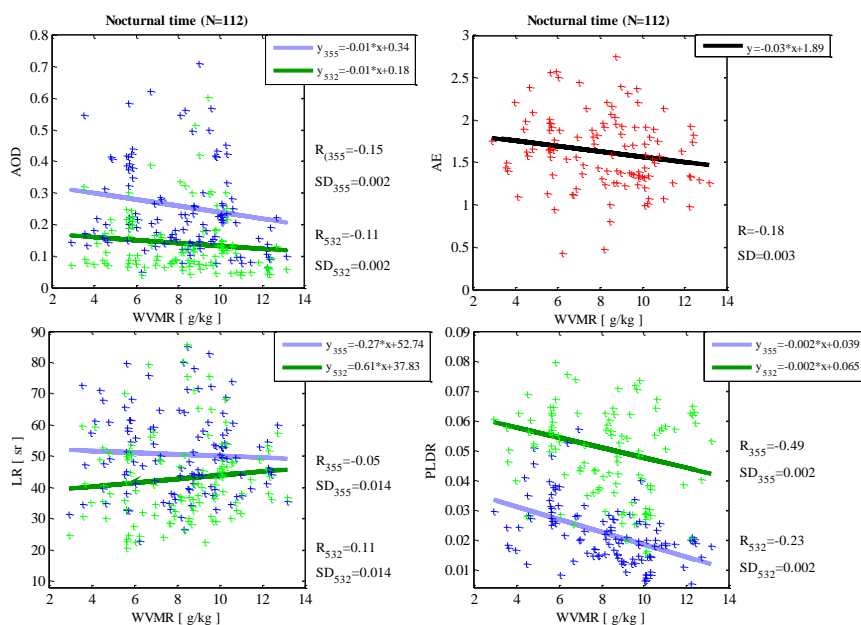 Nocturnal time (N=112)
y355=-0.01*x+0.34
y532=-0.01*x+0.18
0.8
0.7
0.6
0.5
0.4
0.3
0.2
0.1
0
AOD
R(355=-0.15
SD355=0.002
R532=-0.11
SD532=0.002
2 4 6 8 10 12 14
WVMR [ g/kg]
Nocturnal time (N=112)
y=-0.03*x+1.89
3
2.5
2
1.5
1
0.5
0
AE
R=-0.18
SD=0.003
2 4 6 8 10 12 14
WVMR [ g/kg]
y355=-0.27*x+52.74
y532=0.61*x+37.83
90
80
70
60
50
40
30
20
10
LR [ sr]
R355=-0.05
SD355=0.014
R532=0.11
SD532=0.014
2 4 6 8 10 12 14
WVMR [ g/kg]
y355=-0.002*x+0.039
y532=-0.002*x+0.065
0.09
0.08
0.07
0.06
0.05
0.04
0.03
0.02
0.01
PLDR
R355=-0.49
SD355=0.002
R532=-0.23
SD532=0.002
2 4 6 8 10 12 14
WVMR [ g/kg]